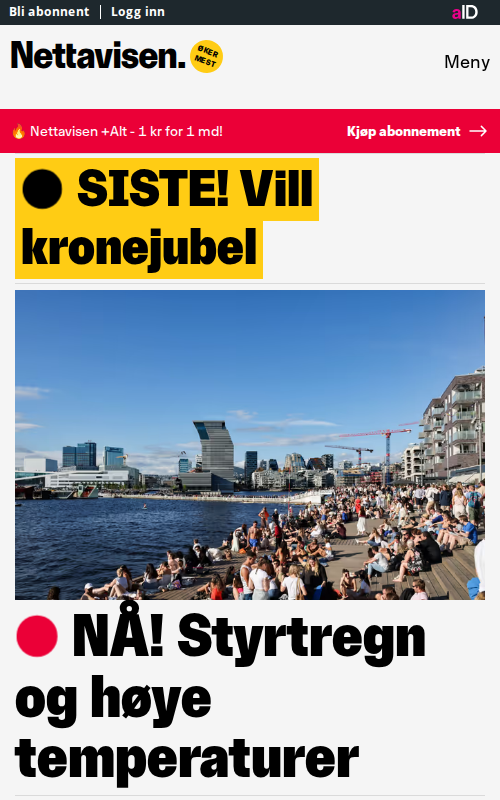 Bli abonnent | Logg inn
aID
Nettavisen.
ØKER
MEST
Meny
🔥 Nettavisen +Alt - 1 kr for 1 md!
Kjøp abonnement →
SISTE! Vill
kronejubel
NÅ! Styrtregn
og høye
temperaturer